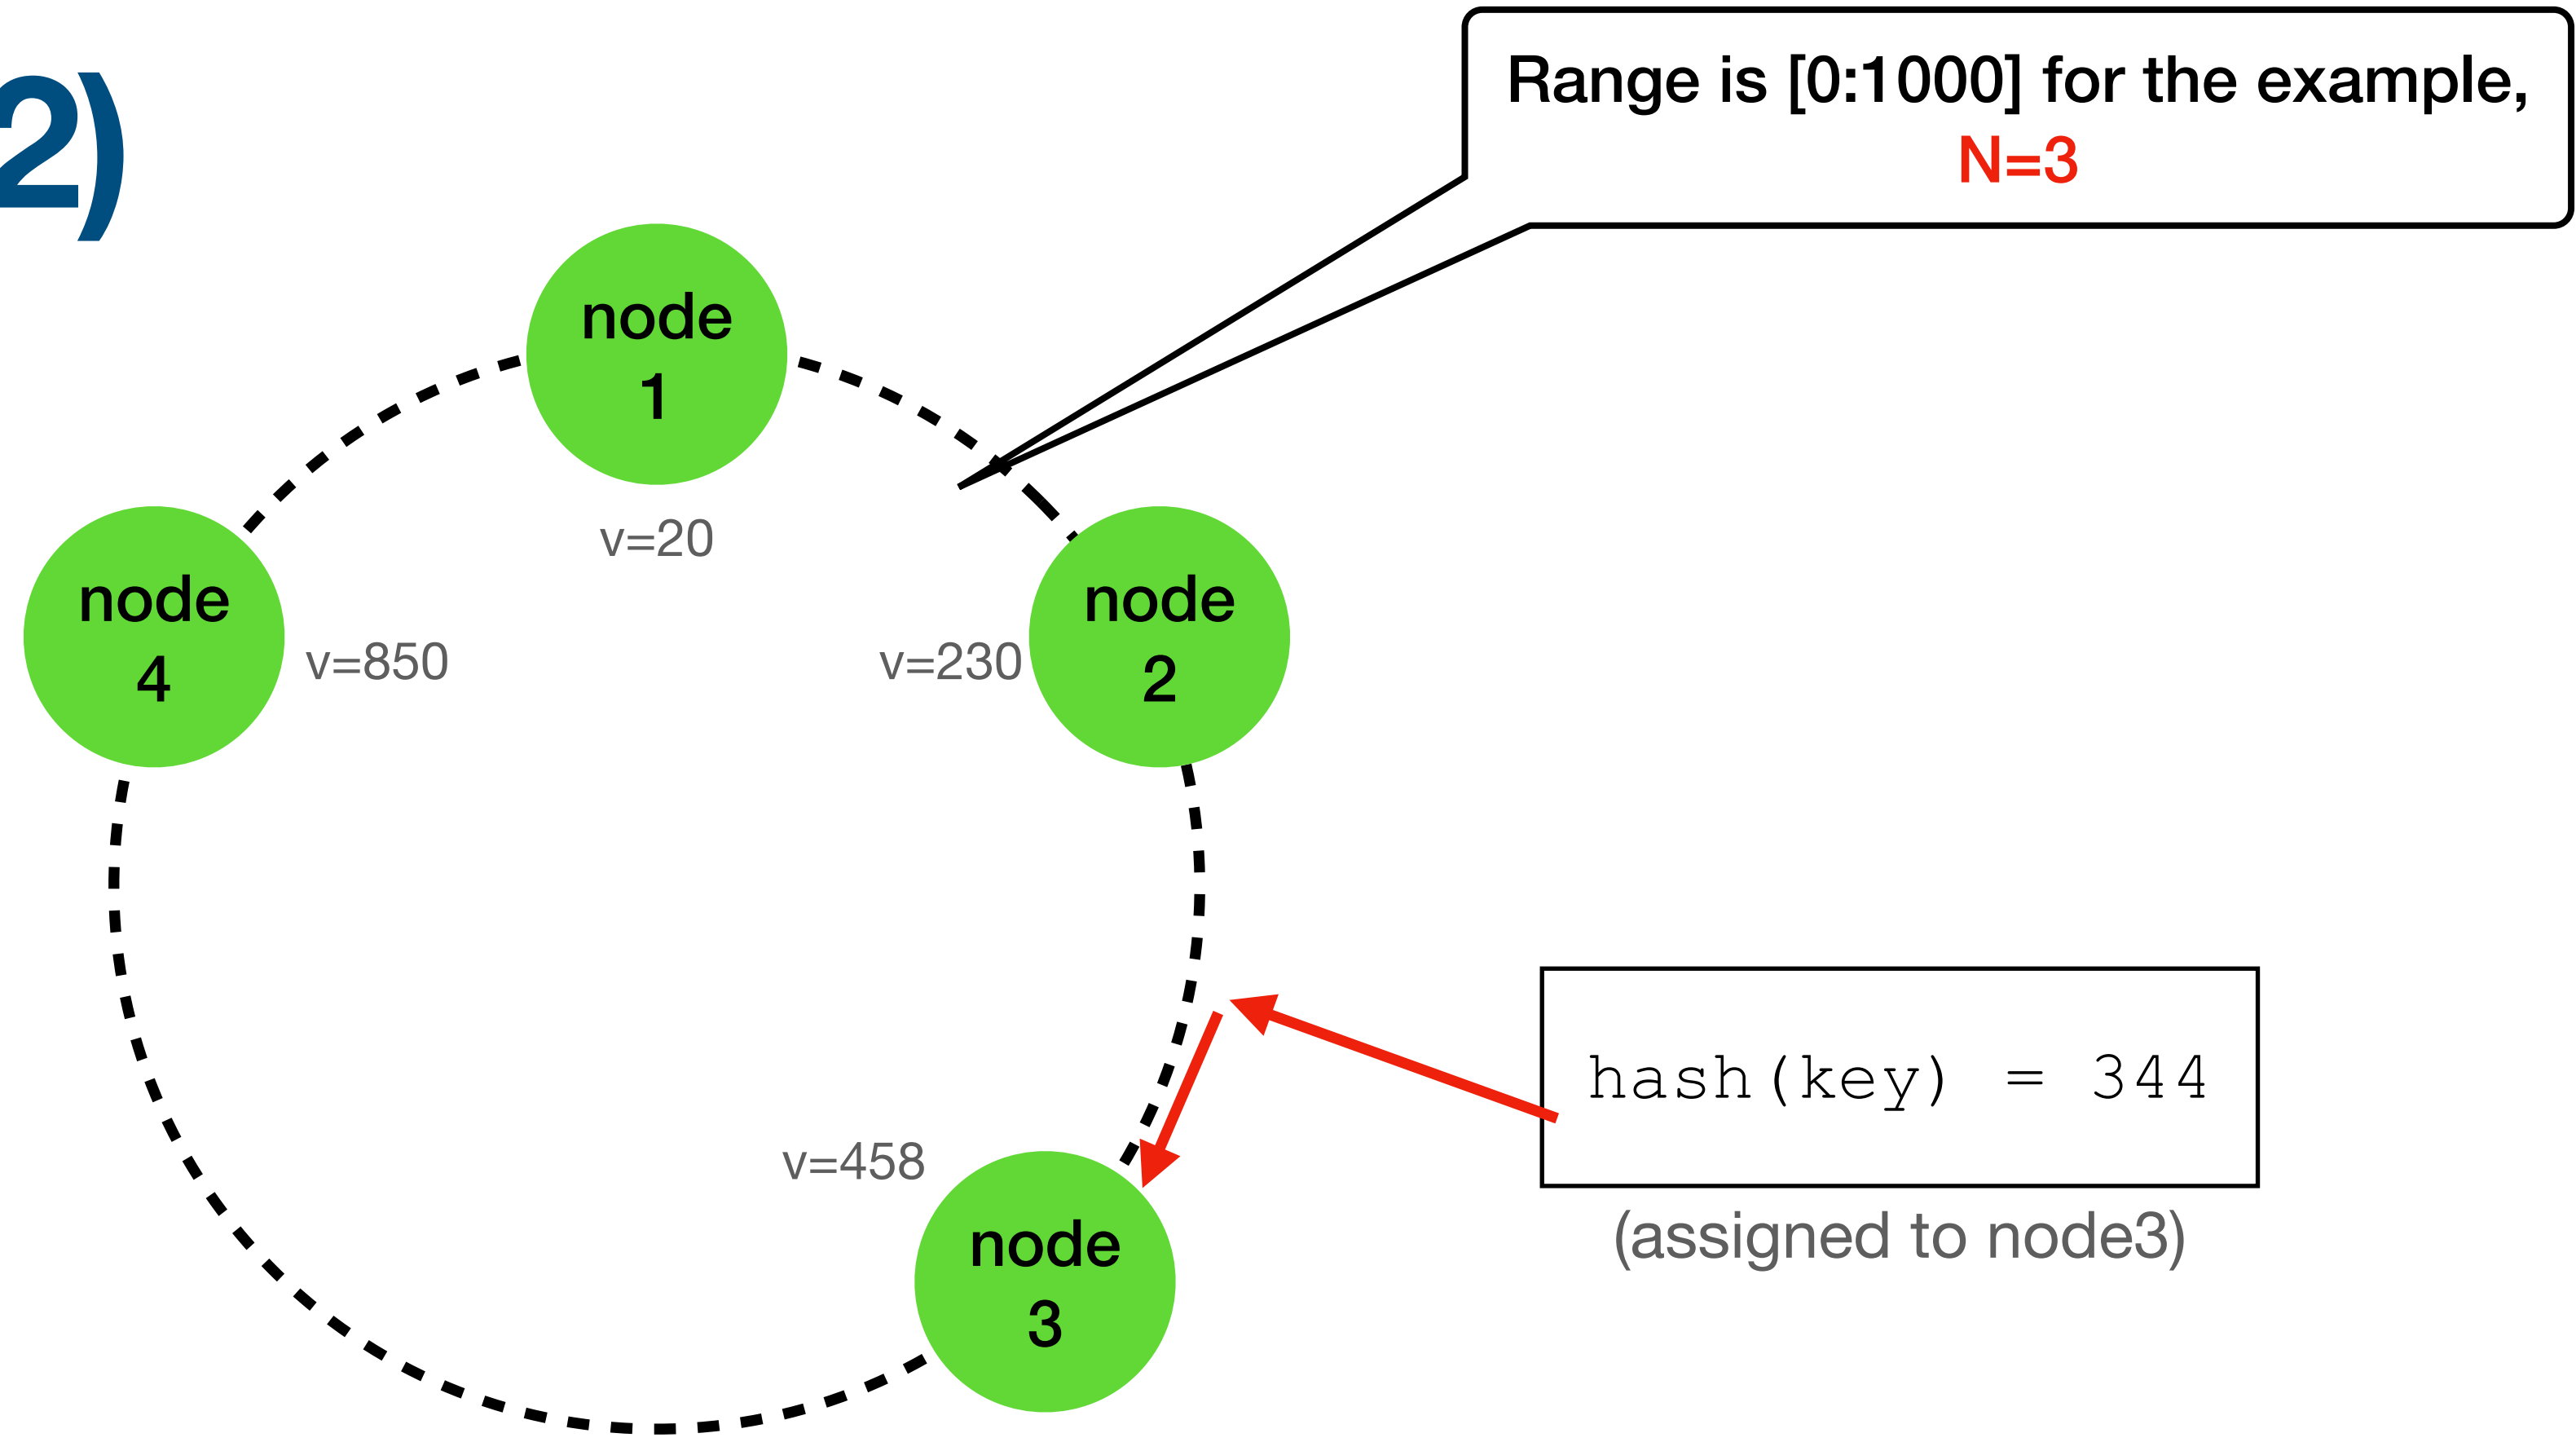 2)
Range is [0:1000] for the example,
N=3
node
1
v=20
node
4
v=850
v=230
node
2
hash(key) = 344
(assigned to node3)
v=458
node
3